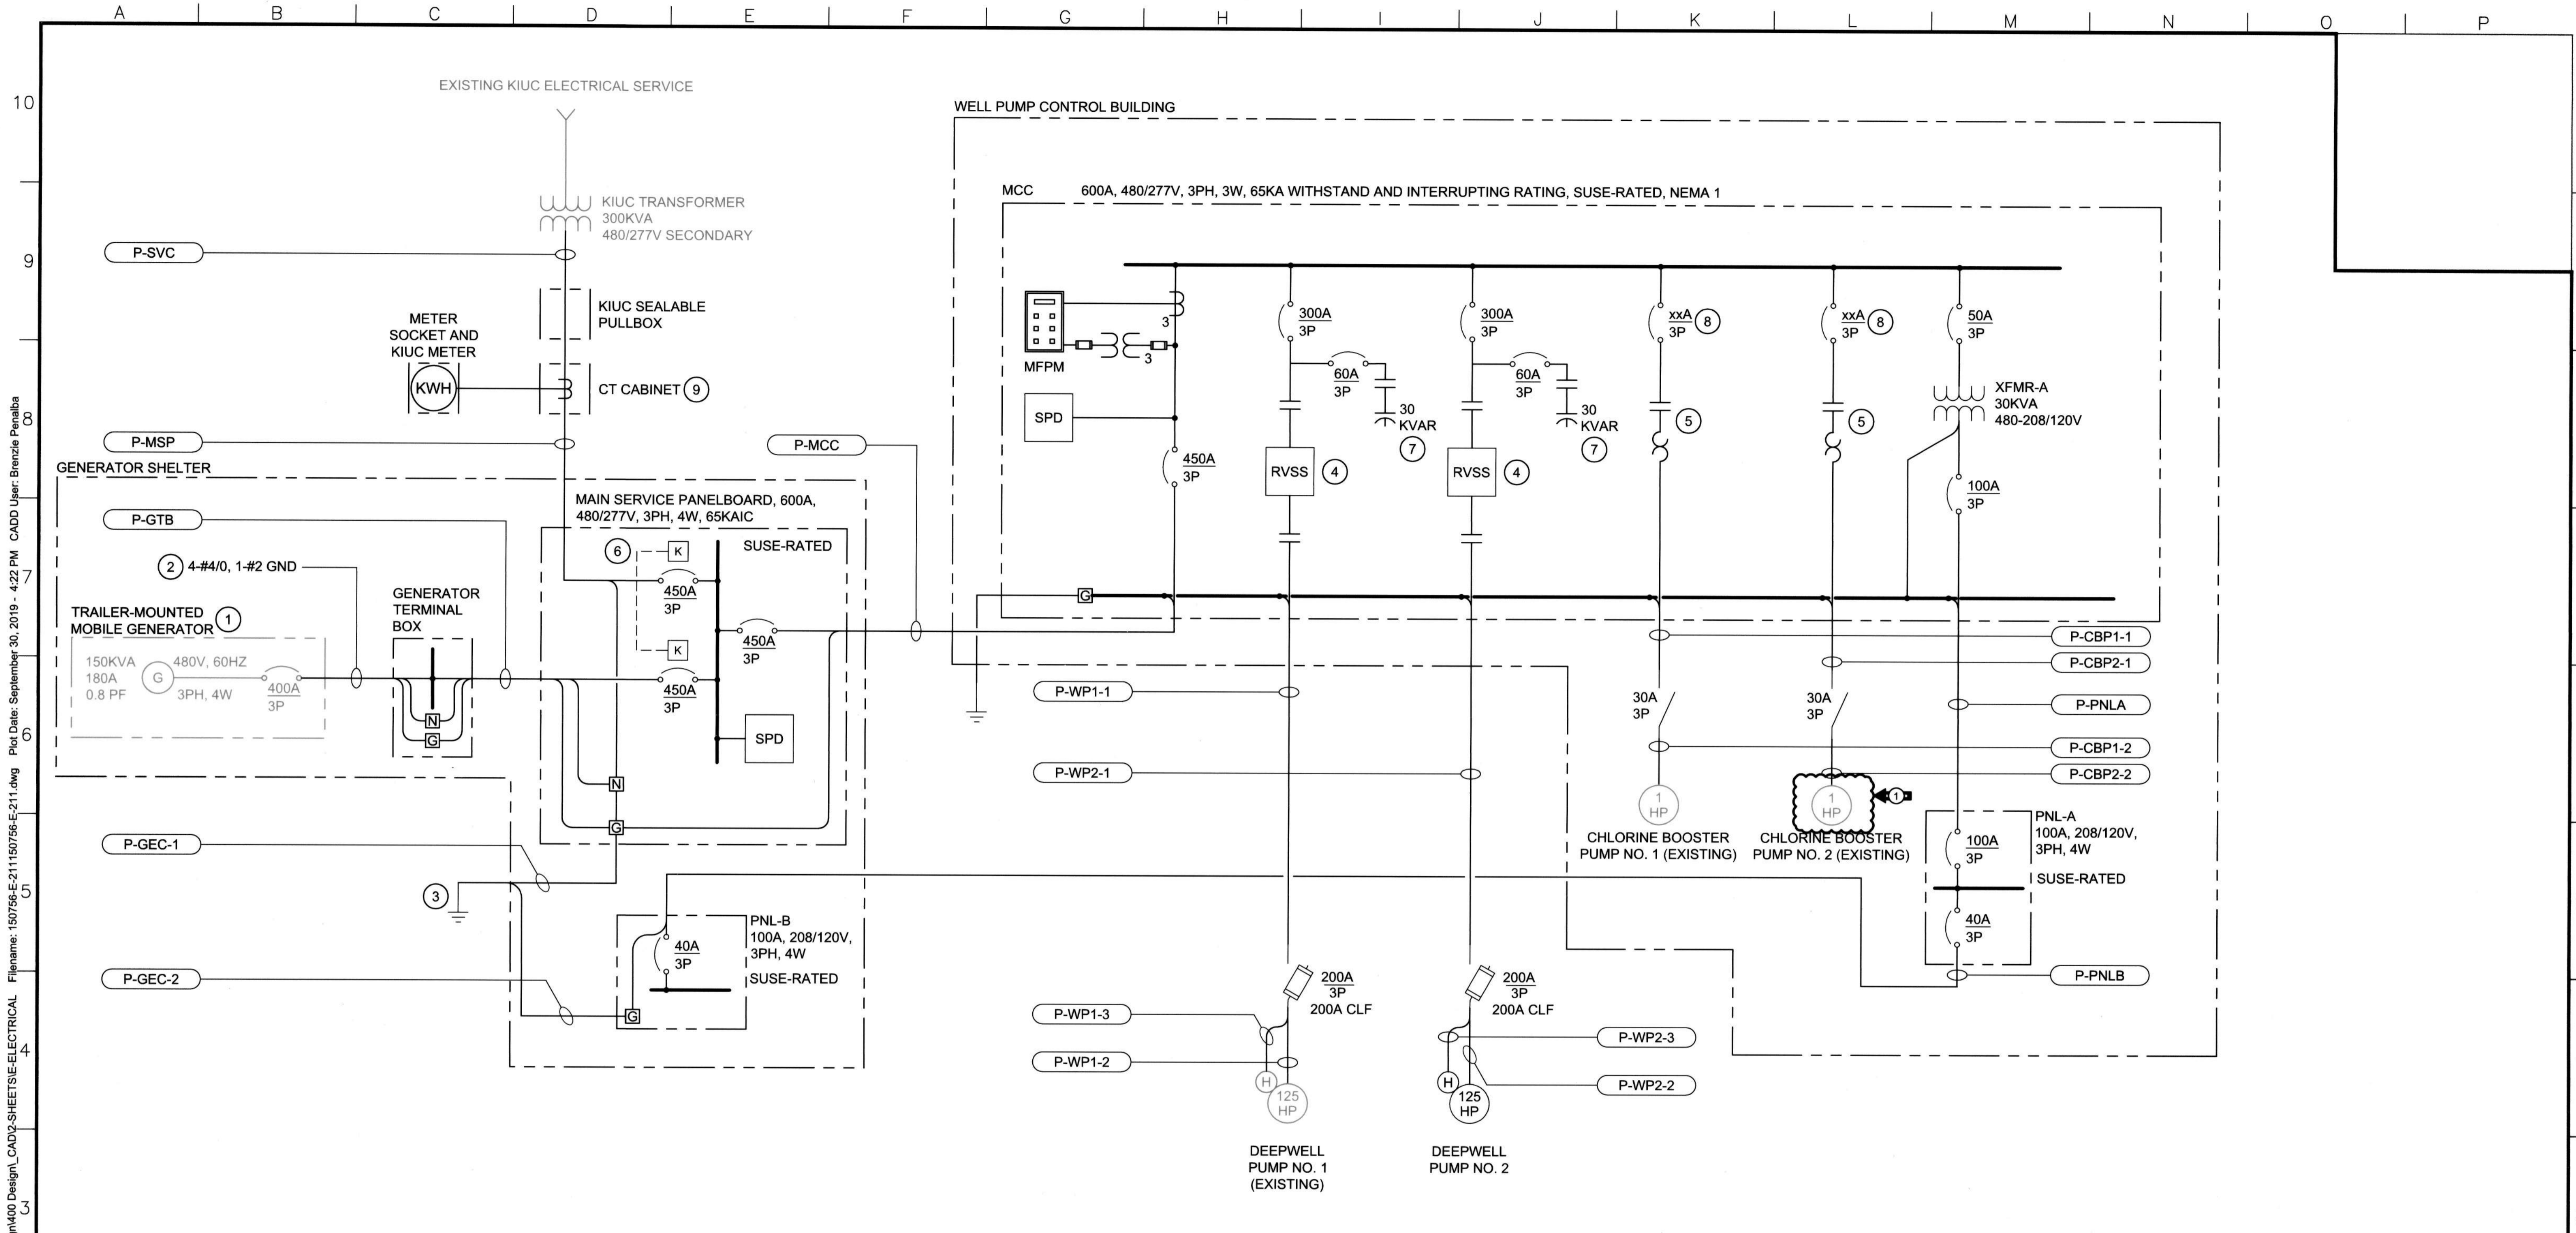 A B C D E F G H I J K L M N O P
10
9
8
7
6
5
4
3
EXISTING KIUC ELECTRICAL SERVICE
KIUC TRANSFORMER
300KVA
480/277V SECONDARY
P-SVC
KIUC SEALABLE
PULLBOX
METER
SOCKET AND
KIUC METER
KWH
CT CABINET 9
P-MSP
P-MCC
GENERATOR SHELTER
P-GTB
MAIN SERVICE PANELBOARD, 600A,
480/277V, 3PH, 4W, 65KAIC
SUSE-RATED
6
K
450A
3P
K
450A
3P
450A
3P
SPD
N
G
2 4-#4/0, 1-#2 GND
GENERATOR
TERMINAL
BOX
N
G
TRAILER-MOUNTED
MOBILE GENERATOR 1
150KVA
180A
0.8 PF
G
480V, 60HZ
3PH, 4W
400A
3P
P-GEC-1
3
P-GEC-2
PNL-B
100A, 208/120V,
3PH, 4W
SUSE-RATED
40A
3P
G
WELL PUMP CONTROL BUILDING
MCC 600A, 480/277V, 3PH, 3W, 65KA WITHSTAND AND INTERRUPTING RATING, SUSE-RATED, NEMA 1
MFPM
3
3
SPD
450A
3P
300A
3P
60A
3P
30
KVAR
7
RVSS 4
300A
3P
60A
3P
30
KVAR
7
RVSS 4
xxA
3P
8
5
xxA
3P
8
5
50A
3P
XFMR-A
30KVA
480-208/120V
100A
3P
G
P-CBP1-1
P-CBP2-1
P-PNLA
P-CBP1-2
P-CBP2-2
P-WP1-1
P-WP2-1
30A
3P
30A
3P
1
HP
CHLORINE BOOSTER
PUMP NO. 1 (EXISTING)
1
HP
1
CHLORINE BOOSTER
PUMP NO. 2 (EXISTING)
PNL-A
100A, 208/120V,
3PH, 4W
SUSE-RATED
100A
3P
40A
3P
P-PNLB
200A
3P
200A CLF
200A
3P
200A CLF
P-WP1-3
P-WP1-2
P-WP2-3
P-WP2-2
H
125
HP
H
125
HP
DEEPWELL
PUMP NO. 1
(EXISTING)
DEEPWELL
PUMP NO. 2
400 Design\_CAD\2-SHEETS\E-ELECTRICAL Filename: 150756-E-211150756-E-211.dwg Plot Date: September 30, 2019 - 4:22 PM CADD User: Brenzie Penalba